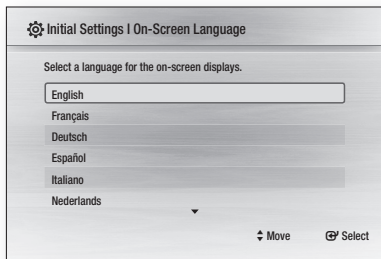 Initial Settings I On-Screen Language
Select a language for the on-screen displays.
English
Français
Deutsch
Español
Italiano
Nederlands
Move Select